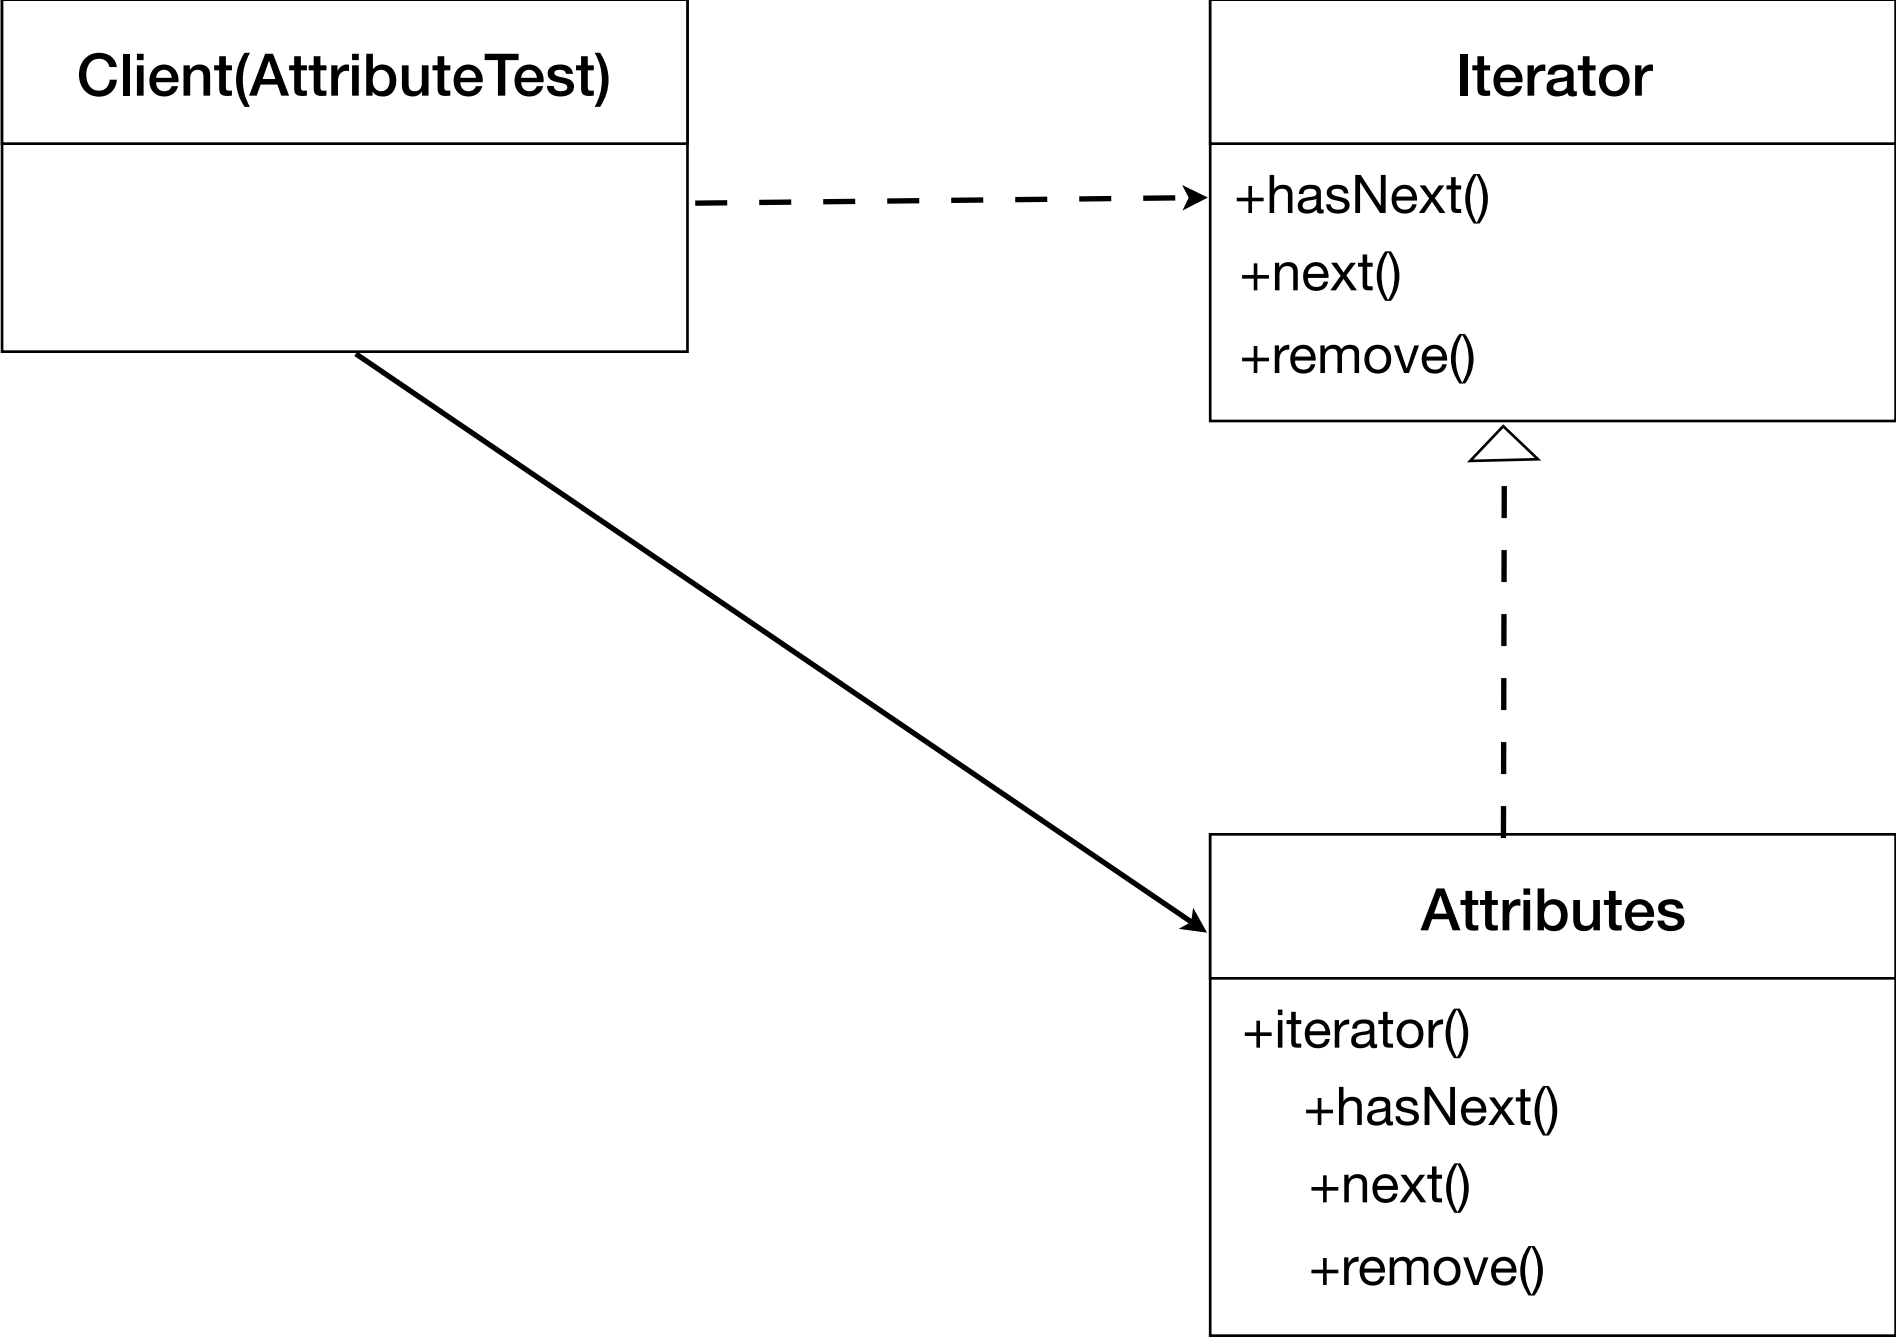 Client(AttributeTest)
Iterator
+hasNext()
+next()
+remove()
Attributes
+iterator()
+hasNext()
+next()
+remove()